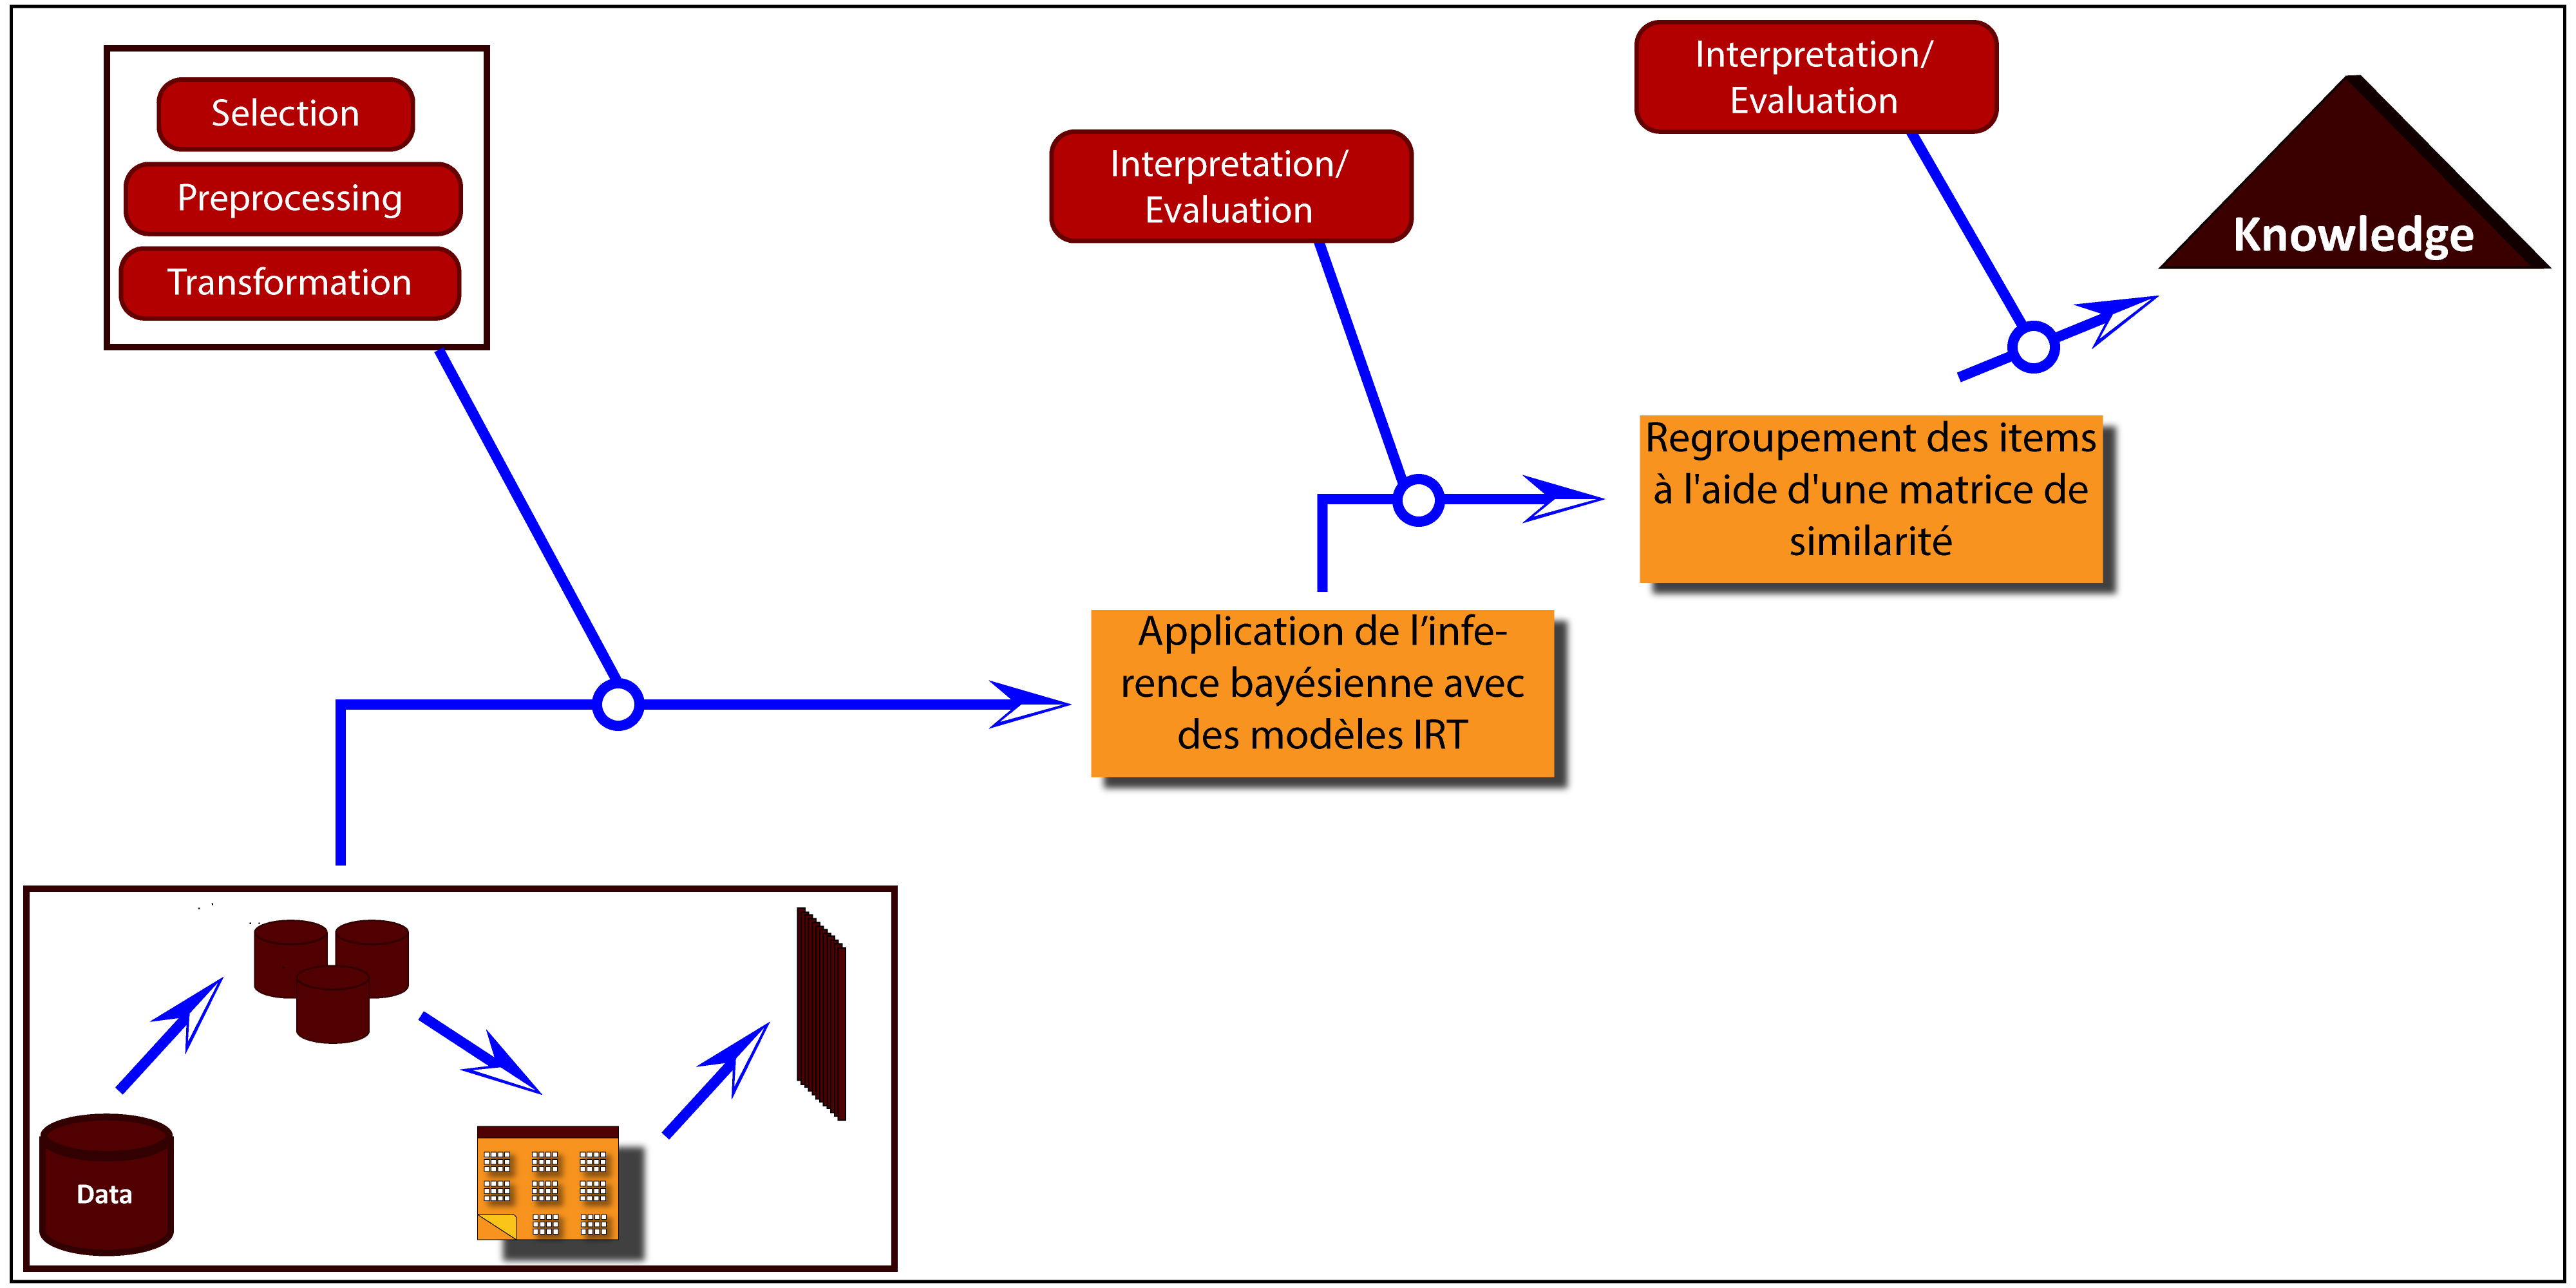 Selection
Preprocessing
Transformation
Interpretation/
Evaluation
Interpretation/
Evaluation
Knowledge
Regroupement des items
à l'aide d'une matrice de
similarité
Application de l’infe-
rence bayésienne avec
des modèles IRT
Data